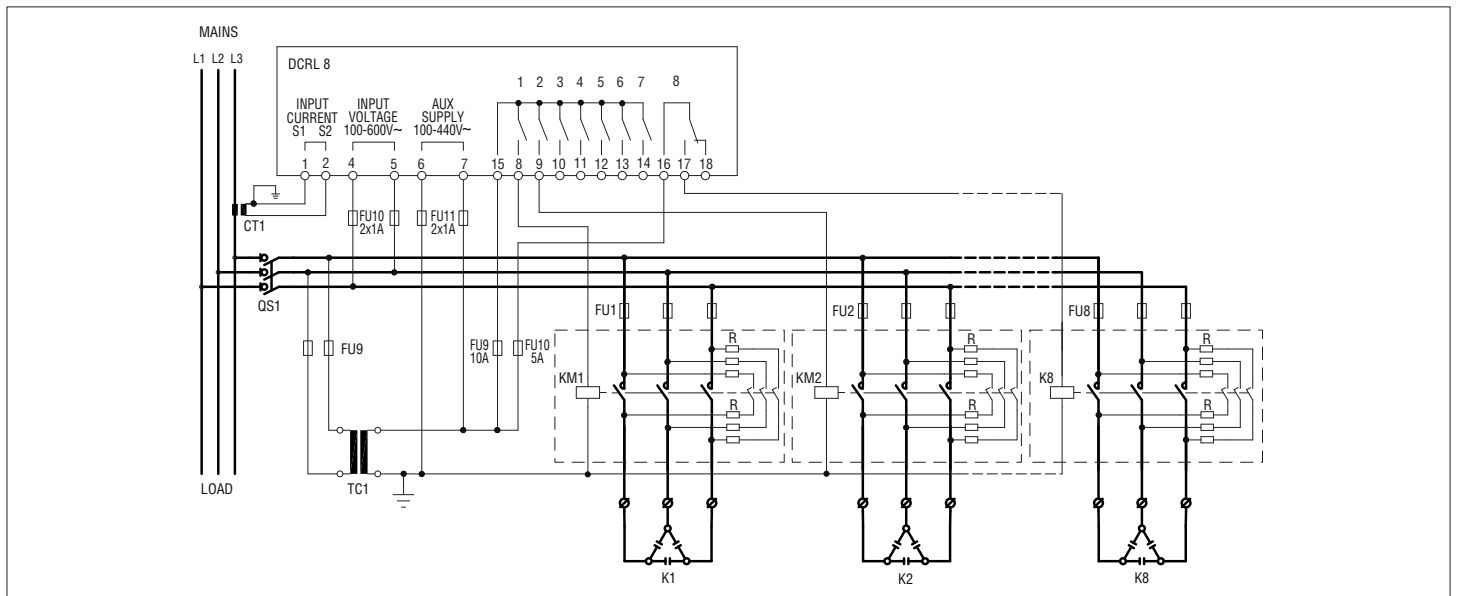 MAINS
L1 L2 L3
DCRL 8
1 2 3 4 5 6 7 8
INPUT CURRENT
S1 S2
INPUT VOLTAGE
100-600V~
AUX SUPPLY
100-440V~
1 2 4 5 6 7 15 8 9 10 11 12 13 14 16 17 18
CT1
FU10
2x1A
FU11
2x1A
QS1
FU1
FU2
FU8
FU9
FU9
10A
FU10
5A
R
R
R
KM1
KM2
K8
R
R
R
LOAD
TC1
K1
K2
K8